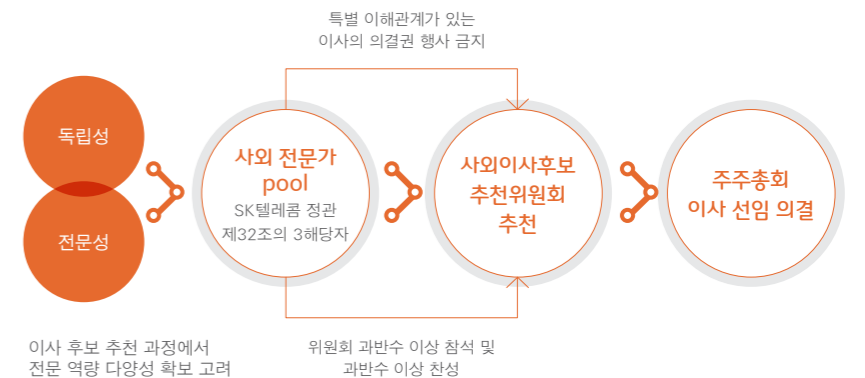 특별 이해관계가 있는
이사의 의결권 행사 금지
독립성
전문성
사외 전문가
pool
SK텔레콤 정관
제32조의 3해당자
사외이사후보
추천위원회
추천
주주총회
이사 선임 의결
이사 후보 추천 과정에서
전문 역량 다양성 확보 고려
위원회 과반수 이상 참석 및
과반수 이상 찬성